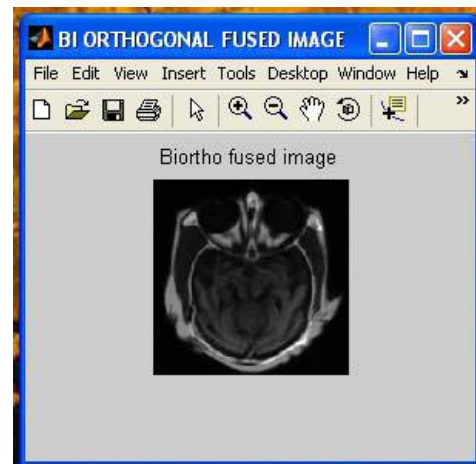 BI ORTHOGONAL FUSED IMAGE
File Edit View Insert Tools Desktop Window Help
Biortho fused image